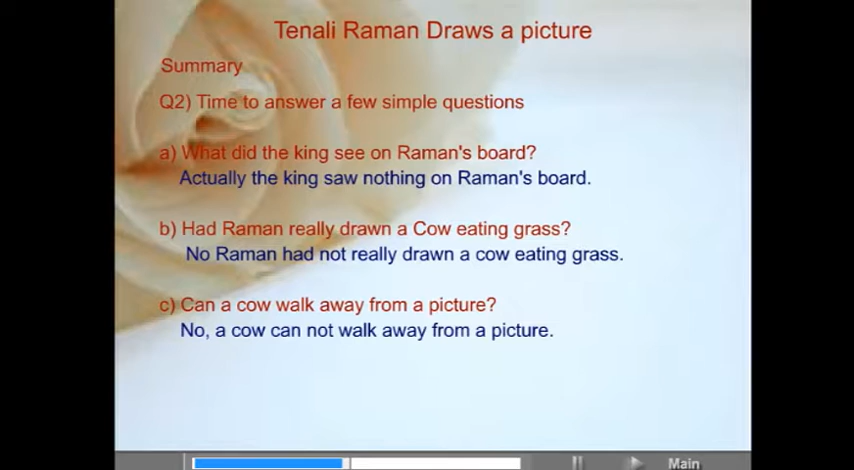 Tenali Raman Draws a picture
Summary
Q2) Time to answer a few simple questions
a) What did the king see on Raman's board?
Actually the king saw nothing on Raman's board.
b) Had Raman really drawn a Cow eating grass?
No Raman had not really drawn a cow eating grass.
c) Can a cow walk away from a picture?
No, a cow can not walk away from a picture.
Main